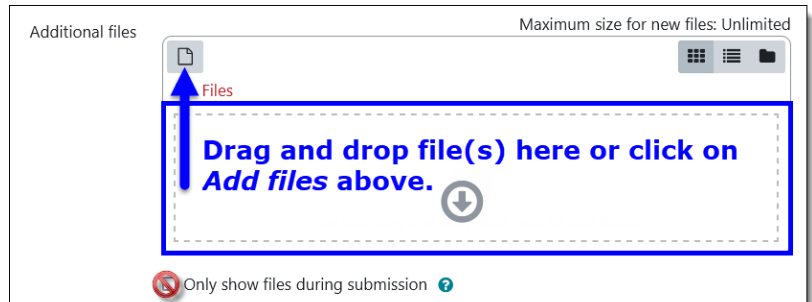 Maximum size for new files: Unlimited
Additional files
Files
Drag and drop file(s) here or click on
Add files above.
Only show files during submission ?